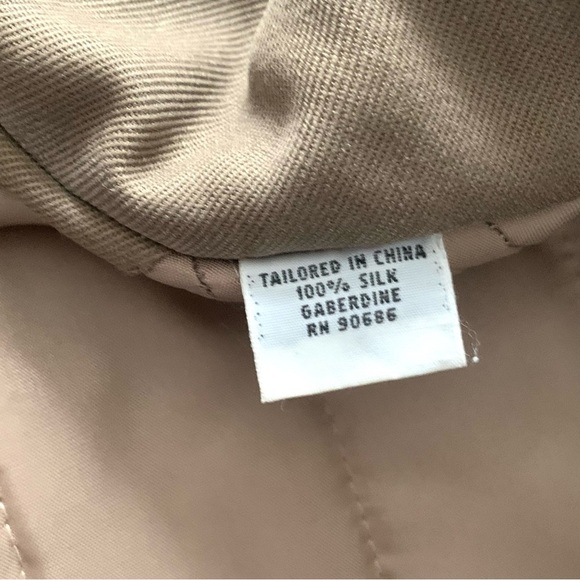 TAILORED IN CHINA
100% SILK
GABERDINE
RN 90686